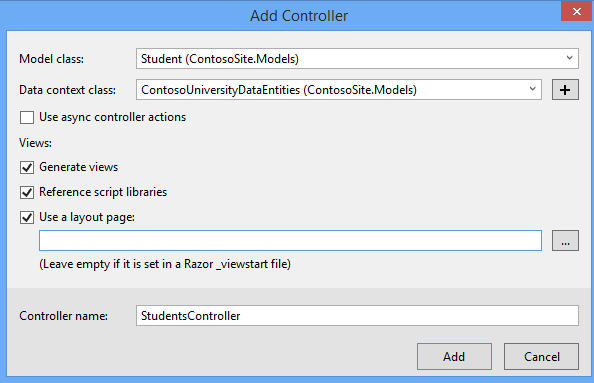 Add Controller
Model class: Student (ContosoSite.Models)
Data context class: ContosoUniversityDataEntities (ContosoSite.Models) +
Use async controller actions
Views:
Generate views
Reference script libraries
Use a layout page:
...
(Leave empty if it is set in a Razor _viewstart file)
Controller name: StudentsController
Add Cancel